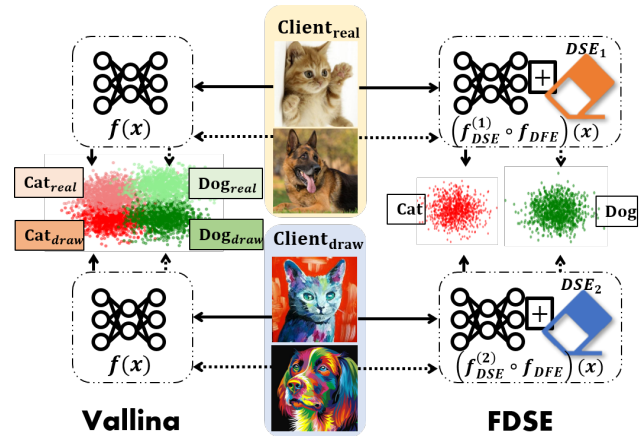 Client_real
DSE_1
f(x)
(f_DSE^(1) ∘ f_DFE)(x)
Cat_real
Dog_real
Cat
Dog
Cat_draw
Dog_draw
Client_draw
DSE_2
f(x)
(f_DSE^(2) ∘ f_DFE)(x)
Vallina
FDSE